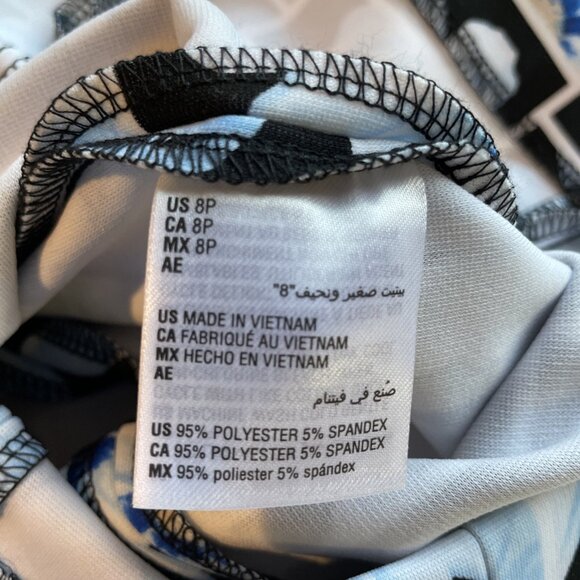 US 8P
CA 8P
MX 8P
AE
بيتيت صغير ونحيف"8"
US MADE IN VIETNAM
CA FABRIQUÉ AU VIETNAM
MX HECHO EN VIETNAM
AE
صُنع في فيتنام
US 95% POLYESTER 5% SPANDEX
CA 95% POLYESTER 5% SPANDEX
MX 95% poliester 5% spándex